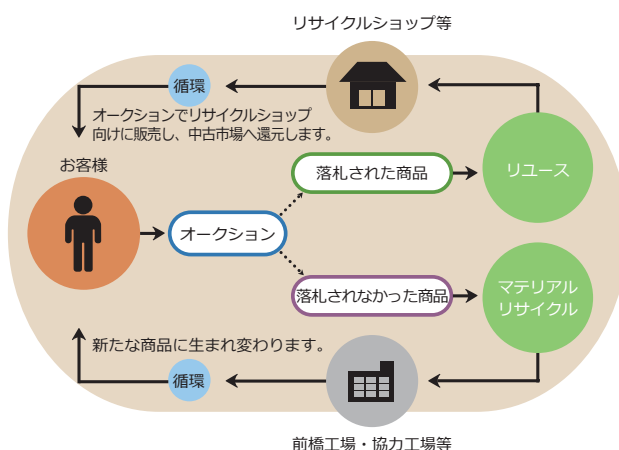 リサイクルショップ等
循環
オークションでリサイクルショップ
向けに販売し、中古市場へ還元します。
お客様
落札された商品
リユース
オークション
落札されなかった商品
マテリアル
リサイクル
新たな商品に生まれ変わります。
循環
前橋工場・協力工場等